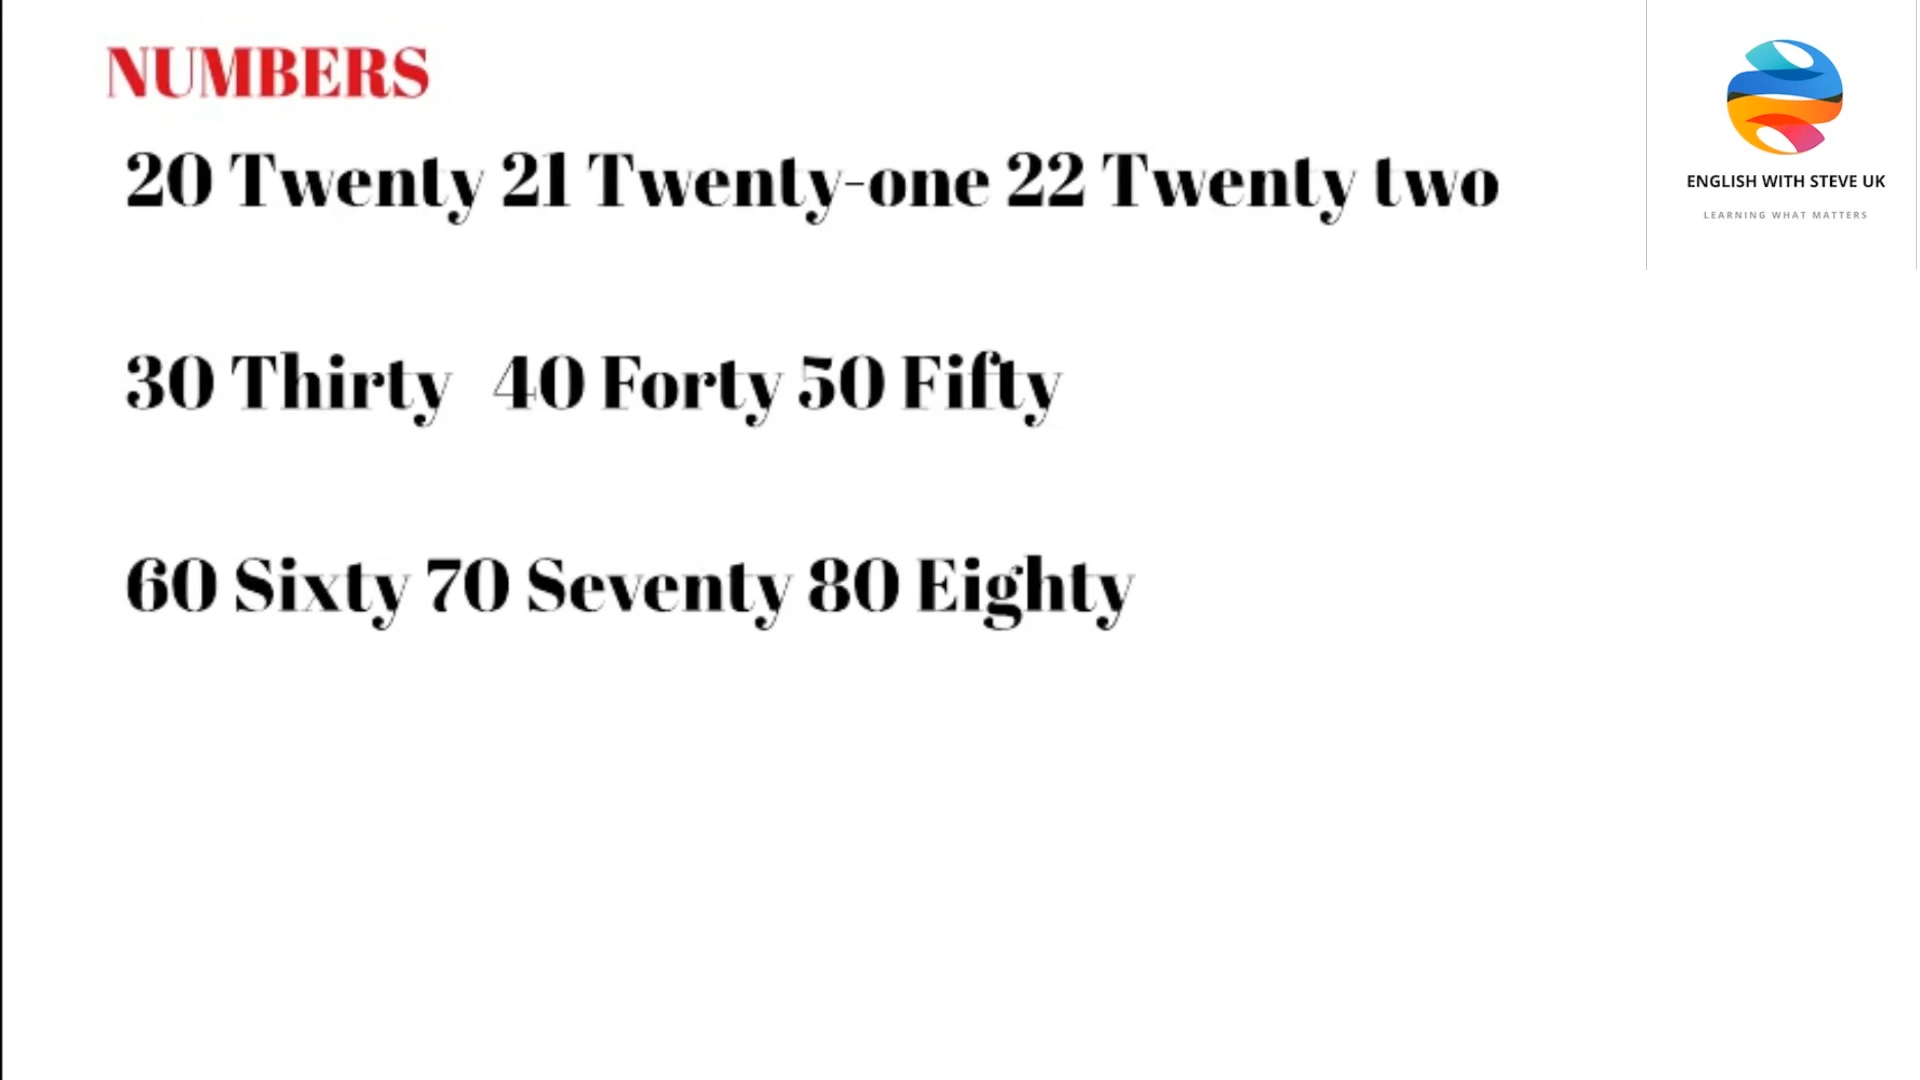 NUMBERS
20 Twenty 21 Twenty-one 22 Twenty two
30 Thirty 40 Forty 50 Fifty
60 Sixty 70 Seventy 80 Eighty
ENGLISH WITH STEVE UK
LEARNING WHAT MATTERS